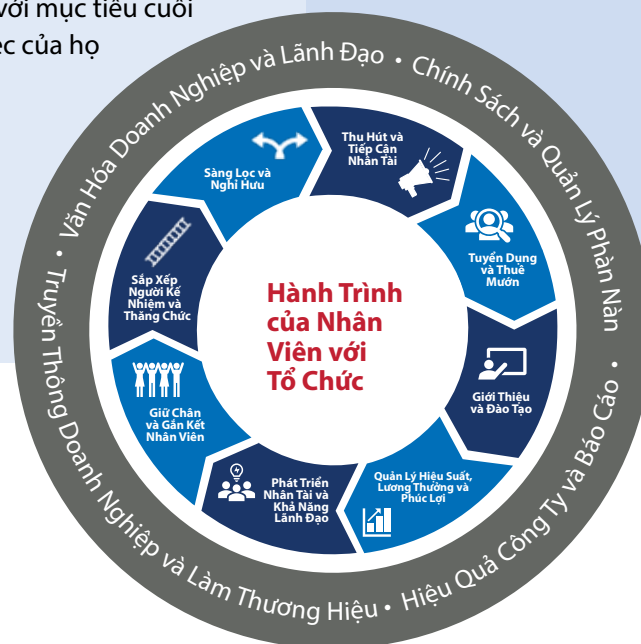 với mục tiêu cuối
ec của họ
Văn Hóa Doanh Nghiệp và Lãnh Đạo •
Chính Sách và Quản Lý Phàn Nàn
•
Hiệu Quả Công Ty và Báo Cáo •
Truyền Thông Doanh Nghiệp và Làm Thương Hiệu •
Thu Hút và
Tiếp Cận
Nhân Tài
Tuyển Dụng
và Thuê
Mướn
Giới Thiệu
và Đào Tạo
Quản Lý Hiệu Suất,
Lương Thưởng và
Phúc Lợi
Phát Triển
Nhân Tài và
Khả Năng
Lãnh Đạo
Giữ Chân
và Gắn Kết
Nhân Viên
Sắp Xếp
Người Kế
Nhiệm và
Thăng Chức
Sàng Lọc và
Nghỉ Hưu
Hành Trình
của Nhân
Viên với
Tổ Chức